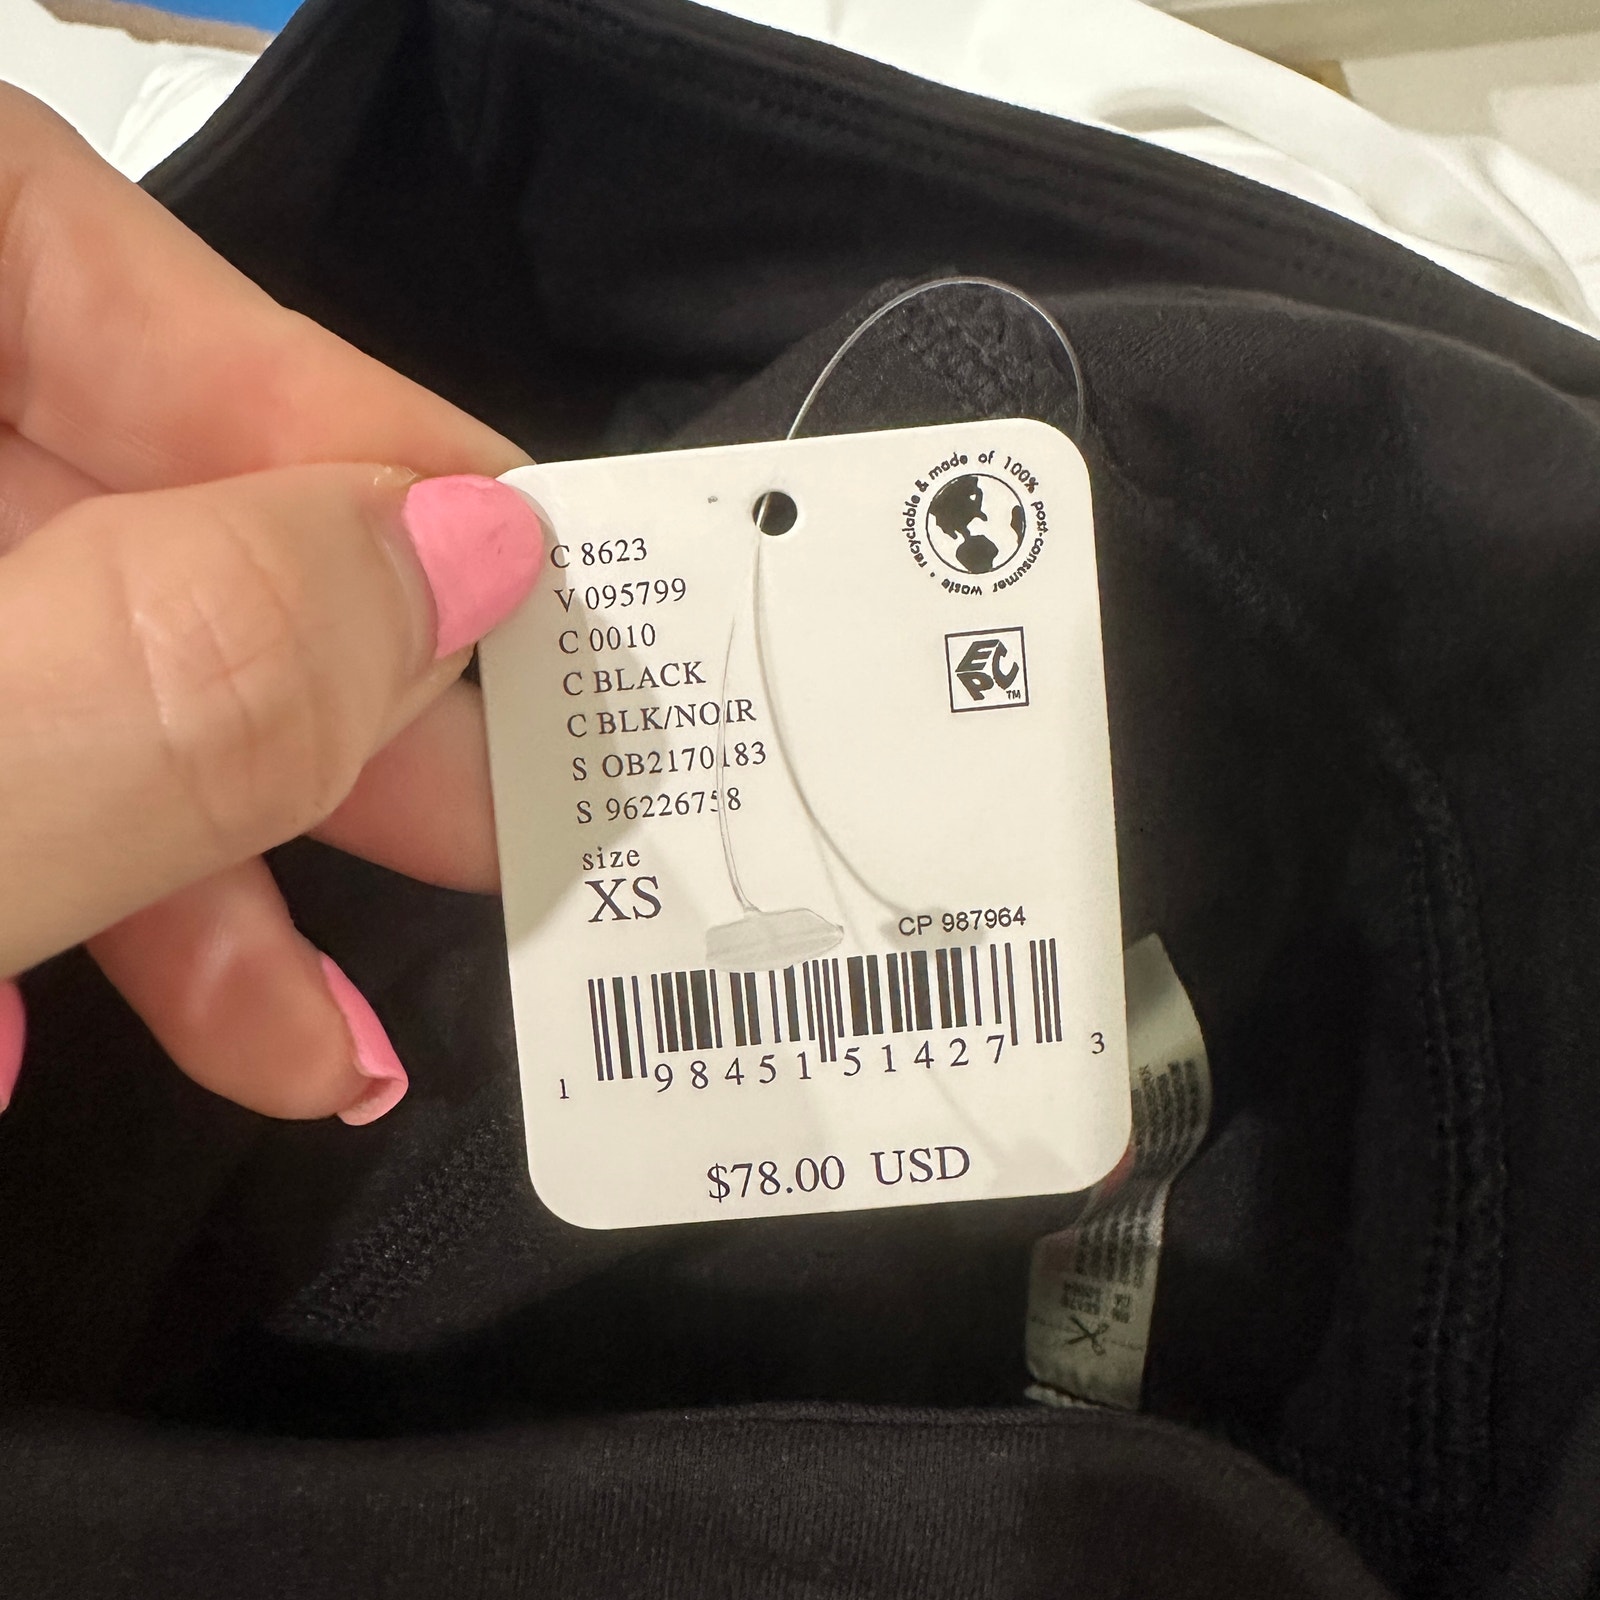 recyclable & made of 100% post-consumer waste •
C 8623
V 095799
C 0010
C BLACK
C BLK/NOIR
S OB2170183
S 96226758
EPC™
size
XS
CP 987964
1 98451 51427 3
$78.00 USD